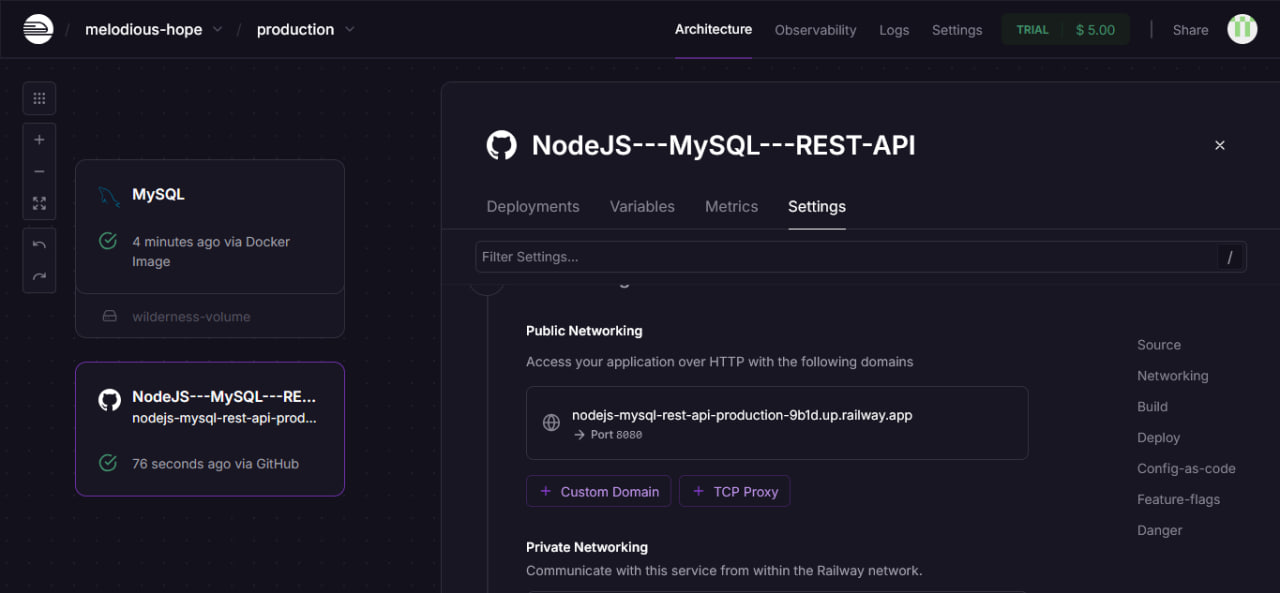 / melodious-hope / production
Architecture Observability Logs Settings TRIAL $ 5.00 Share
MySQL
4 minutes ago via Docker
Image
wilderness-volume
NodeJS---MySQL---RE...
nodejs-mysql-rest-api-prod...
76 seconds ago via GitHub
NodeJS---MySQL---REST-API
Deployments Variables Metrics Settings
Filter Settings... /
Public Networking
Access your application over HTTP with the following domains
nodejs-mysql-rest-api-production-9b1d.up.railway.app
→ Port 8080
+ Custom Domain + TCP Proxy
Private Networking
Communicate with this service from within the Railway network.
Source
Networking
Build
Deploy
Config-as-code
Feature-flags
Danger